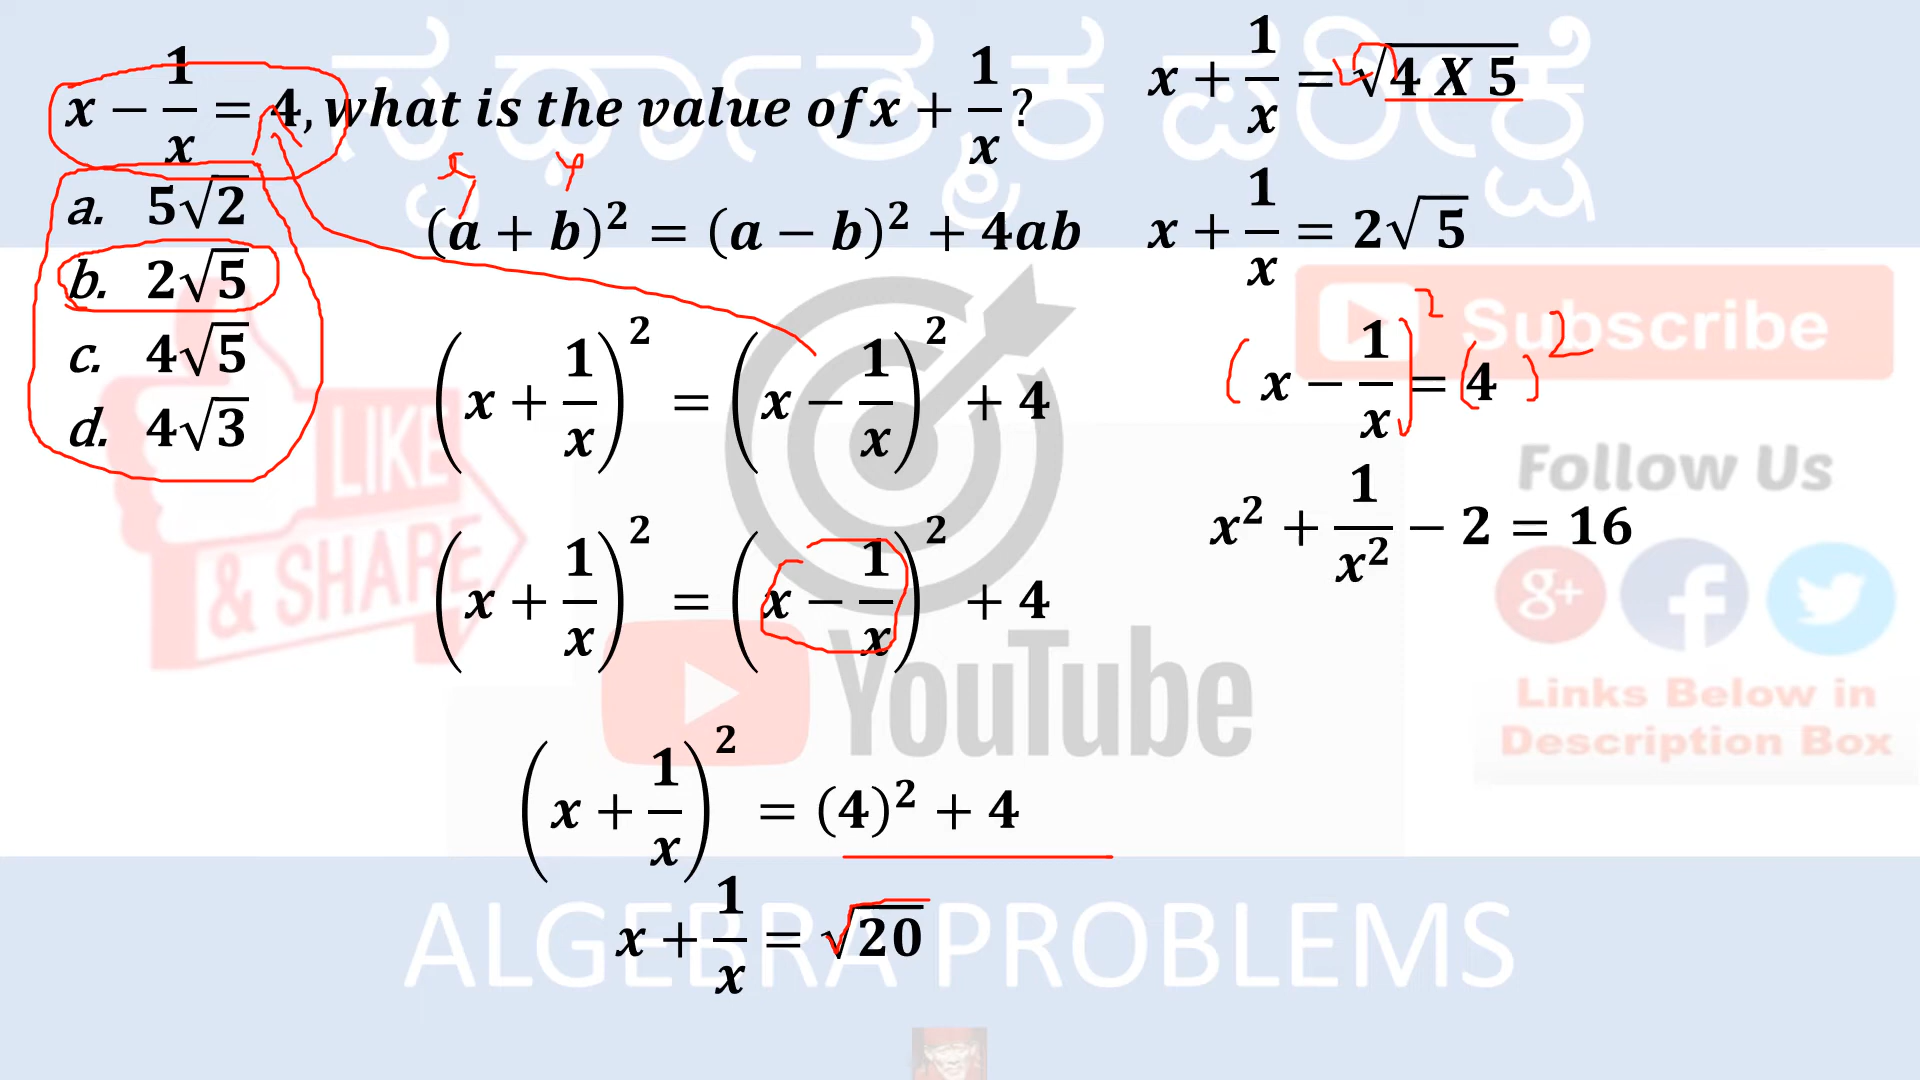 x − 1/x = 4, what is the value of x + 1/x ?
a. 5√2
b. 2√5
c. 4√5
d. 4√3
(a + b)² = (a − b)² + 4ab
(x + 1/x)² = (x − 1/x)² + 4
(x + 1/x)² = (x − 1/x)² + 4
(x + 1/x)² = (4)² + 4
x + 1/x = √20
x + 1/x = √4 X 5
x + 1/x = 2√5
(x − 1/x)² = (4)²
x² + 1/x² − 2 = 16
Subscribe
LIKE
& SHARE
YouTube
Follow Us
g+ f
Links Below in
Description Box
ALGEBRA PROBLEMS